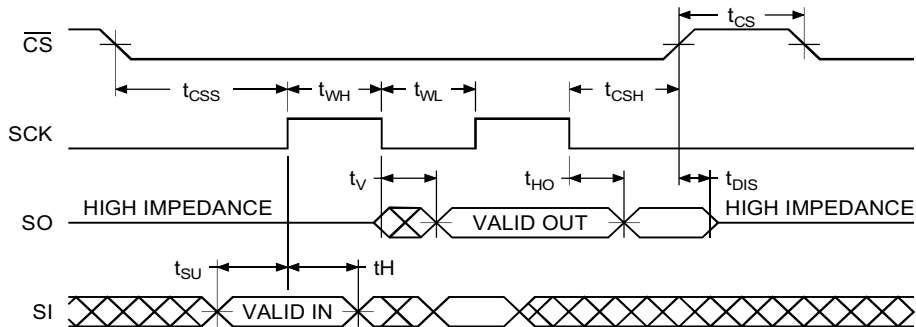 t_CS
CS
t_CSS t_WH t_WL t_CSH
SCK
t_V t_HO t_DIS
HIGH IMPEDANCE HIGH IMPEDANCE
SO VALID OUT
t_SU tH
SI VALID IN